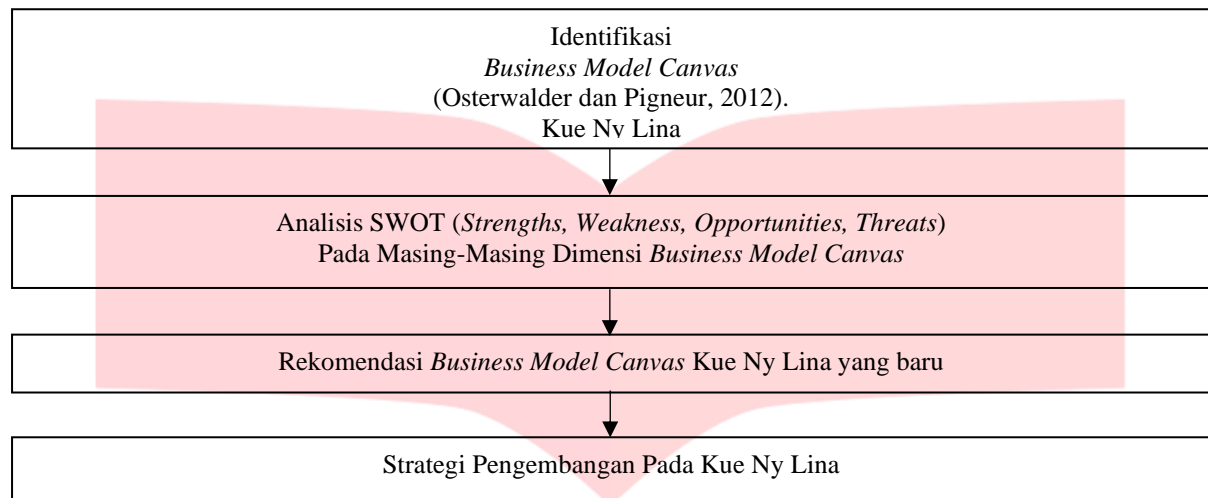 Identifikasi
Business Model Canvas
(Osterwalder dan Pigneur, 2012).
Kue Ny Lina
Analisis SWOT (Strengths, Weakness, Opportunities, Threats)
Pada Masing-Masing Dimensi Business Model Canvas
Rekomendasi Business Model Canvas Kue Ny Lina yang baru
Strategi Pengembangan Pada Kue Ny Lina